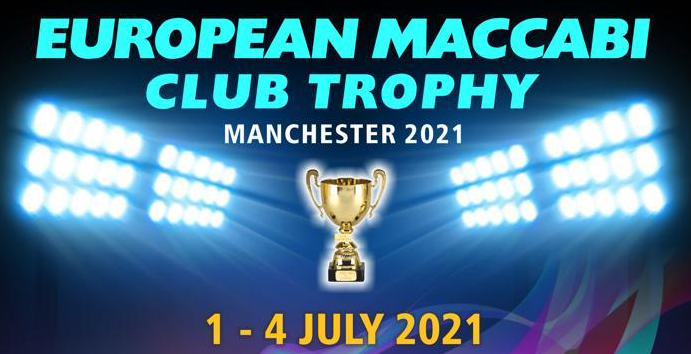 EUROPEAN MACCABI
CLUB TROPHY
MANCHESTER 2021
1 - 4 JULY 2021